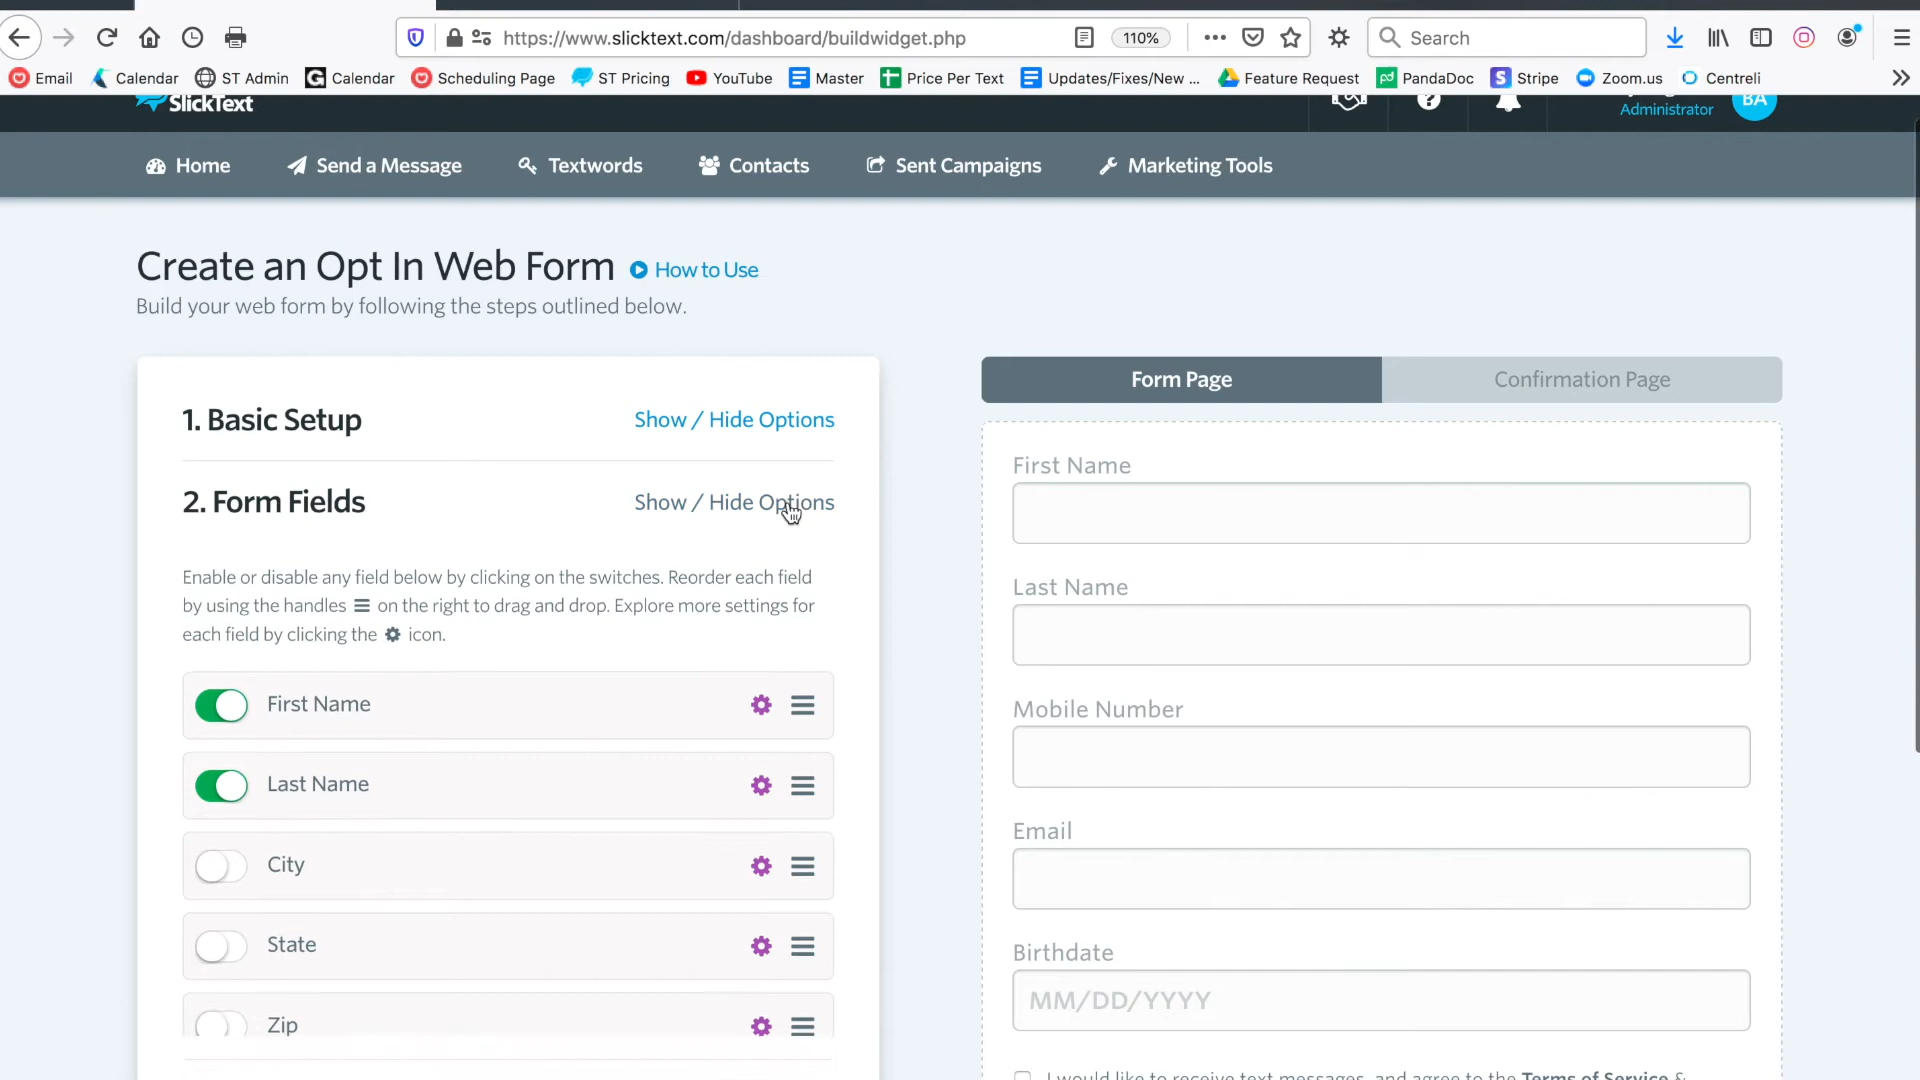 https://www.slicktext.com/dashboard/buildwidget.php
110%
Search
Email
Calendar
ST Admin
Calendar
Scheduling Page
ST Pricing
YouTube
Master
Price Per Text
Updates/Fixes/New ...
Feature Request
PandaDoc
Stripe
Zoom.us
Centreli
SlickText
Administrator
BA
Home
Send a Message
Textwords
Contacts
Sent Campaigns
Marketing Tools
Create an Opt In Web Form
How to Use
Build your web form by following the steps outlined below.
1. Basic Setup
Show / Hide Options
2. Form Fields
Show / Hide Options
Enable or disable any field below by clicking on the switches. Reorder each field
by using the handles on the right to drag and drop. Explore more settings for
each field by clicking the icon.
First Name
Last Name
City
State
Zip
Form Page
Confirmation Page
First Name
Last Name
Mobile Number
Email
Birthdate
MM/DD/YYYY
I would like to receive text messages, and agree to the Terms of Service &